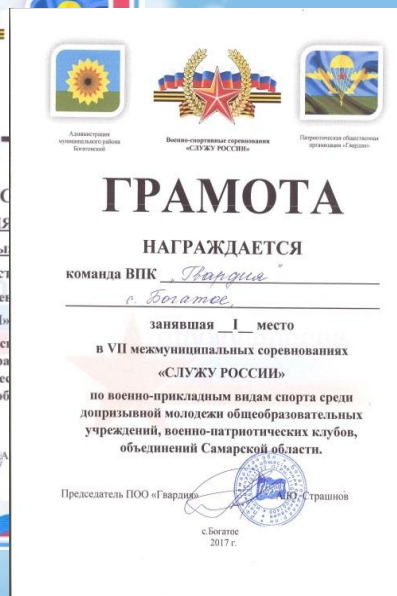 Администрация
муниципального района
Богатовский
Военно-спортивные соревнования
«СЛУЖУ РОССИИ»
Патриотическая общественная
организация «Гвардия»
ГРАМОТА
НАГРАЖДАЕТСЯ
команда ВПК „Гвардия"
с. Богатое,
занявшая __I__ место
в VII межмуниципальных соревнованиях
«СЛУЖУ РОССИИ»
по военно-прикладным видам спорта среди
допризывной молодежи общеобразовательных
учреждений, военно-патриотических клубов,
объединений Самарской области.
Председатель ПОО «Гвардия» А.Ю. Страшнов
с.Богатое
2017 г.